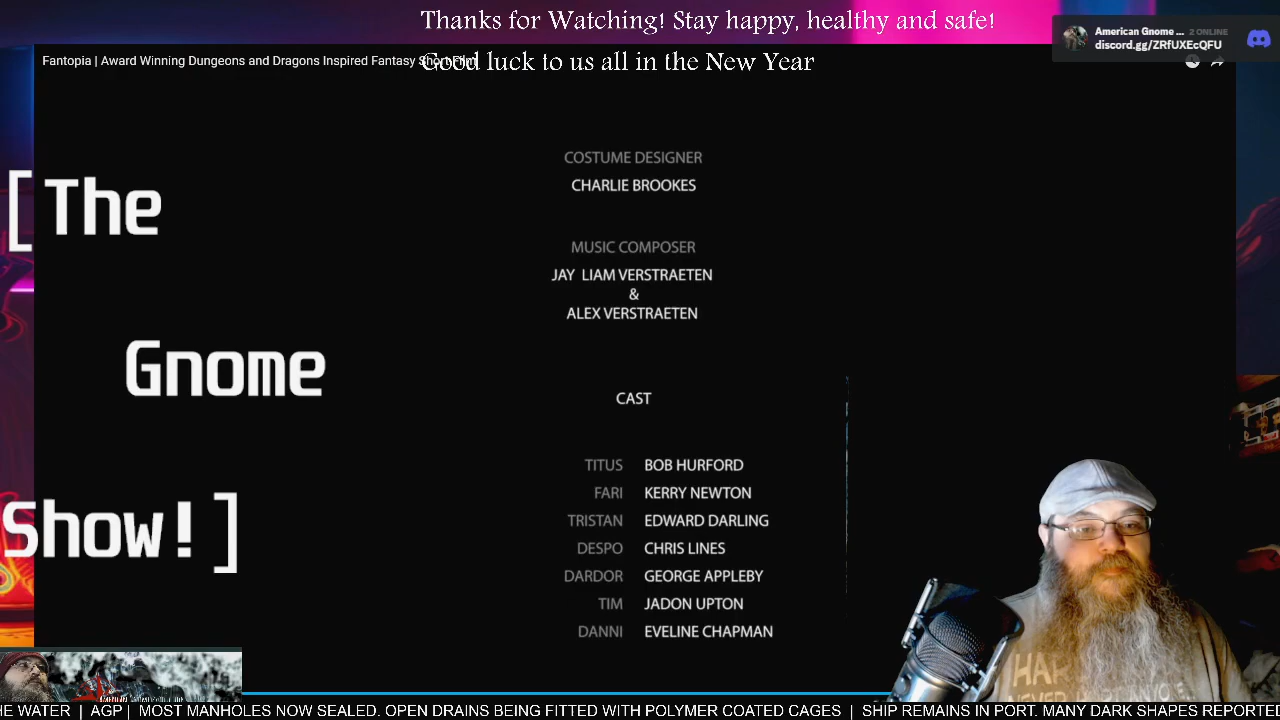 Thanks for Watching! Stay happy, healthy and safe!
American Gnome ... 2 ONLINE
discord.gg/ZRfUXEcQFU
Fantopia | Award Winning Dungeons and Dragons Inspired Fantasy Short Film
Good luck to us all in the New Year
COSTUME DESIGNER
CHARLIE BROOKES
[The
MUSIC COMPOSER
JAY LIAM VERSTRAETEN
&
ALEX VERSTRAETEN
Gnome
CAST
TITUS BOB HURFORD
FARI KERRY NEWTON
TRISTAN EDWARD DARLING
Show!]
DESPO CHRIS LINES
DARDOR GEORGE APPLEBY
TIM JADON UPTON
DANNI EVELINE CHAPMAN
HE WATER | AGP | MOST MANHOLES NOW SEALED. OPEN DRAINS BEING FITTED WITH POLYMER COATED CAGES | SHIP REMAINS IN PORT. MANY DARK SHAPES REPORTED